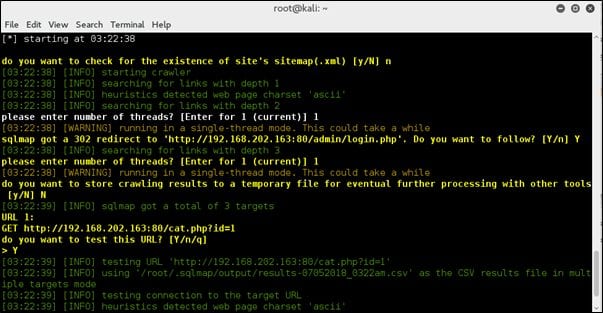 root@kali: ~
File Edit View Search Terminal Help
[*] starting at 03:22:38
do you want to check for the existence of site's sitemap(.xml) [y/N] n
[03:22:38] [INFO] starting crawler
[03:22:38] [INFO] searching for links with depth 1
[03:22:38] [INFO] heuristics detected web page charset 'ascii'
[03:22:38] [INFO] searching for links with depth 2
please enter number of threads? [Enter for 1 (current)] 1
[03:22:38] [WARNING] running in a single-thread mode. This could take a while
sqlmap got a 302 redirect to 'http://192.168.202.163:80/admin/login.php'. Do you want to follow? [Y/n] Y
[03:22:38] [INFO] searching for links with depth 3
please enter number of threads? [Enter for 1 (current)] 1
[03:22:39] [WARNING] running in a single-thread mode. This could take a while
do you want to store crawling results to a temporary file for eventual further processing with other tools
[y/N] N
[03:22:39] [INFO] sqlmap got a total of 3 targets
URL 1:
GET http://192.168.202.163:80/cat.php?id=1
do you want to test this URL? [Y/n/q]
> Y
[03:22:39] [INFO] testing URL 'http://192.168.202.163:80/cat.php?id=1'
[03:22:39] [INFO] using '/root/.sqlmap/output/results-07052018_0322am.csv' as the CSV results file in mult
iple targets mode
[03:22:39] [INFO] testing connection to the target URL
[03:22:39] [INFO] heuristics detected web page charset 'ascii'